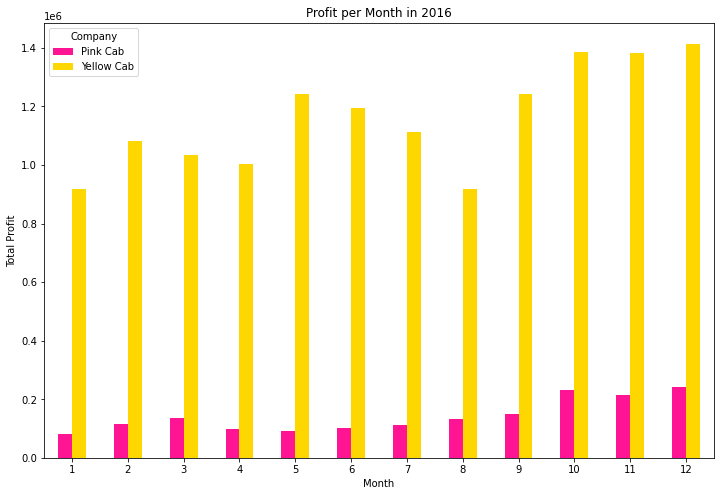 Profit per Month in 2016
1e6
Company
Pink Cab
Yellow Cab
1.4
1.2
1.0
0.8
0.6
0.4
0.2
0.0
Total Profit
1 2 3 4 5 6 7 8 9 10 11 12
Month